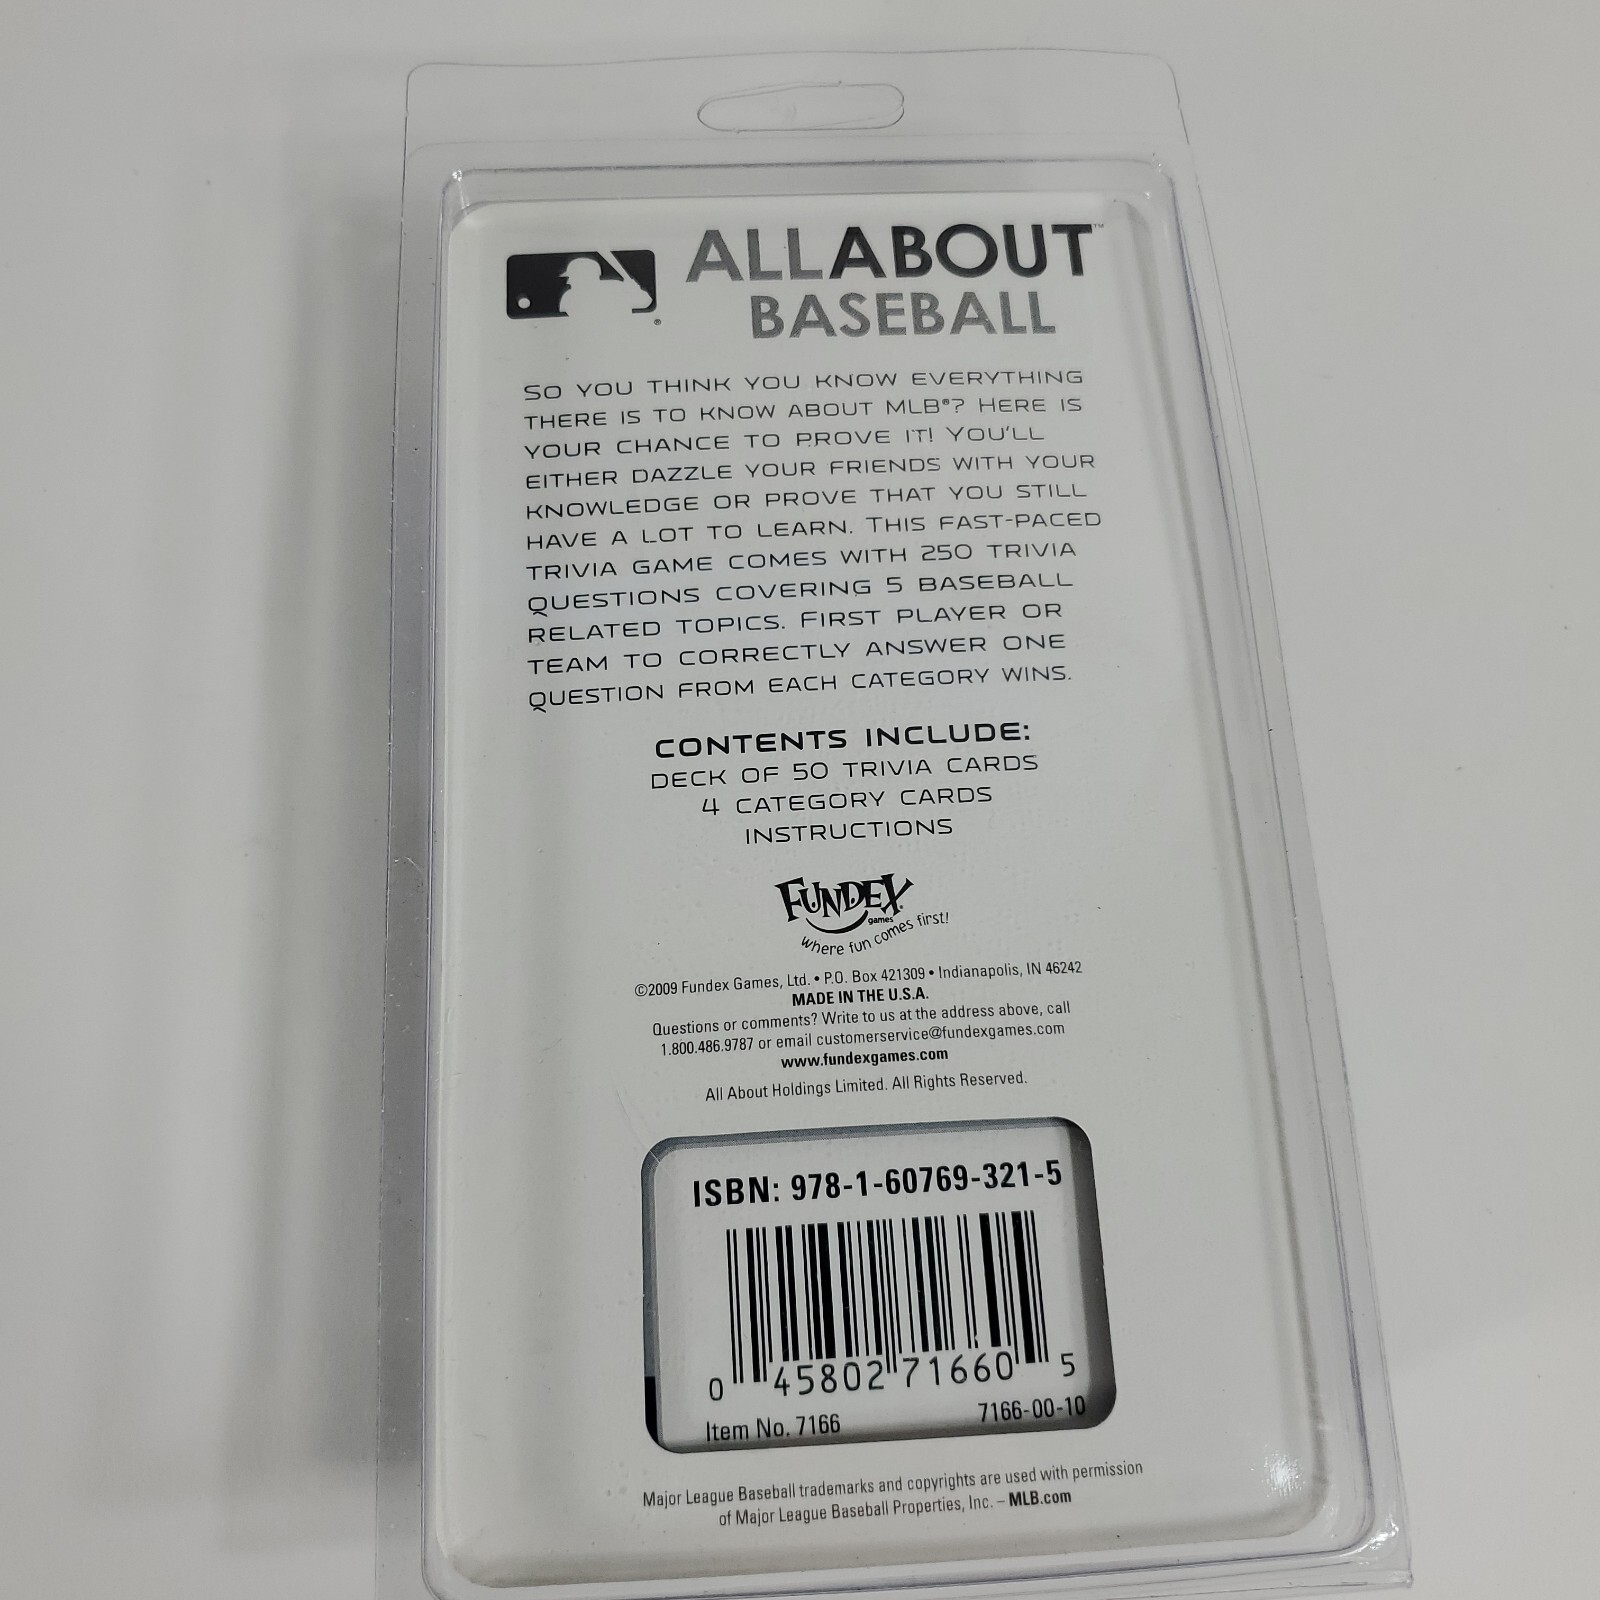 ALLABOUT™
BASEBALL
®
SO YOU THINK YOU KNOW EVERYTHING
THERE IS TO KNOW ABOUT MLB®? HERE IS
YOUR CHANCE TO PROVE IT! YOU'LL
EITHER DAZZLE YOUR FRIENDS WITH YOUR
KNOWLEDGE OR PROVE THAT YOU STILL
HAVE A LOT TO LEARN. THIS FAST-PACED
TRIVIA GAME COMES WITH 250 TRIVIA
QUESTIONS COVERING 5 BASEBALL
RELATED TOPICS. FIRST PLAYER OR
TEAM TO CORRECTLY ANSWER ONE
QUESTION FROM EACH CATEGORY WINS.
CONTENTS INCLUDE:
DECK OF 50 TRIVIA CARDS
4 CATEGORY CARDS
INSTRUCTIONS
FUNDEX
games
where fun comes first!
©2009 Fundex Games, Ltd. • P.O. Box 421309 • Indianapolis, IN 46242
MADE IN THE U.S.A.
Questions or comments? Write to us at the address above, call
1.800.486.9787 or email customerservice@fundexgames.com
www.fundexgames.com
All About Holdings Limited. All Rights Reserved.
ISBN: 978-1-60769-321-5
0 45802 71660 5
Item No. 7166 7166-00-10
Major League Baseball trademarks and copyrights are used with permission
of Major League Baseball Properties, Inc. – MLB.com